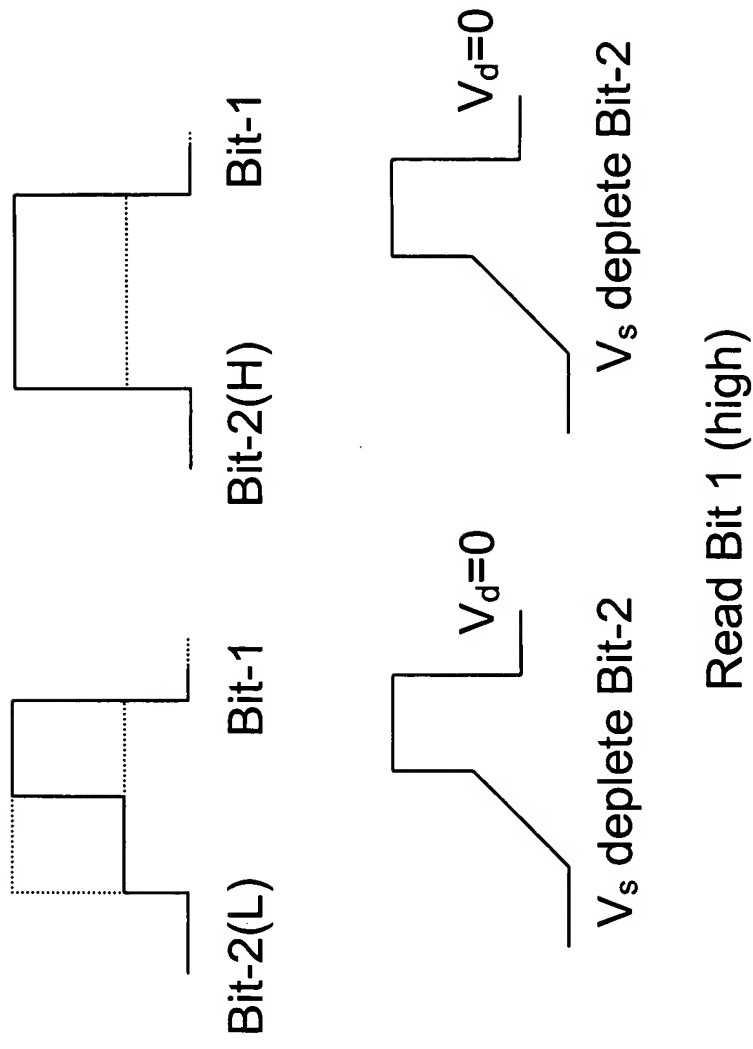 Bit-2(L)
Bit-1
Bit-2(H)
Bit-1
V_d=0
V_s deplete Bit-2
V_d=0
V_s deplete Bit-2
Read Bit 1 (high)